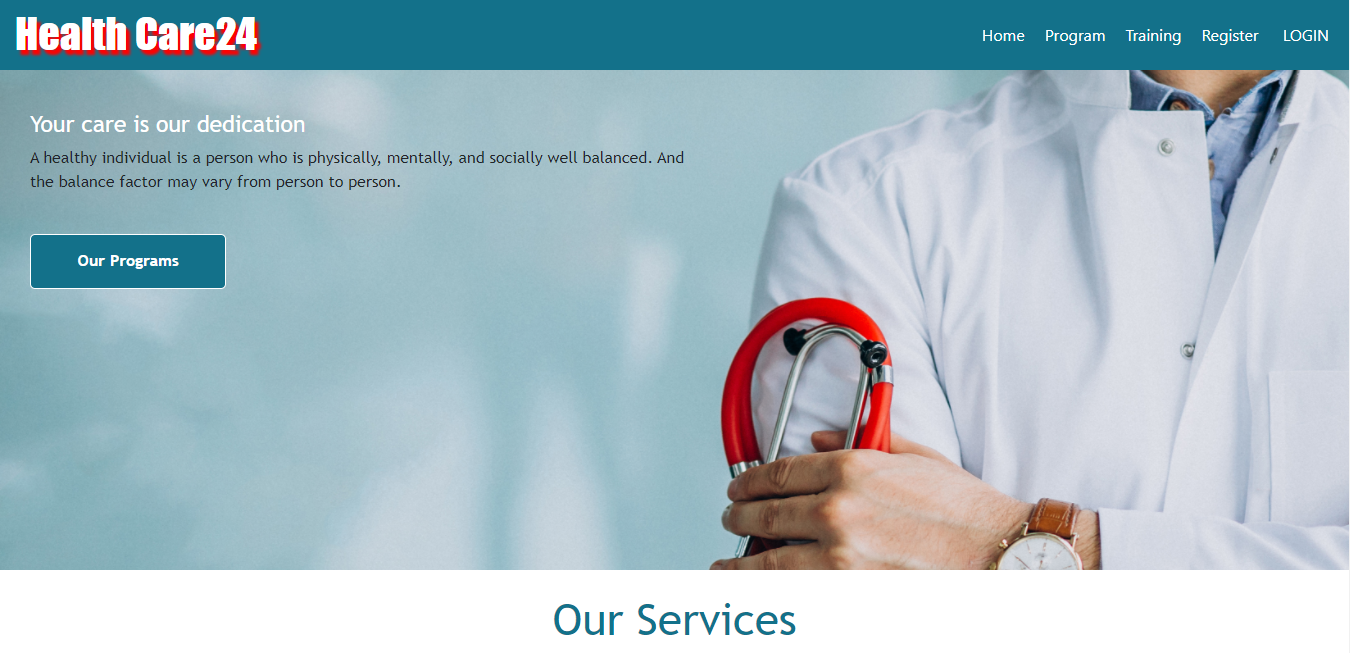 Health Care24
Home Program Training Register LOGIN
Your care is our dedication
A healthy individual is a person who is physically, mentally, and socially well balanced. And
the balance factor may vary from person to person.
Our Programs
Our Services